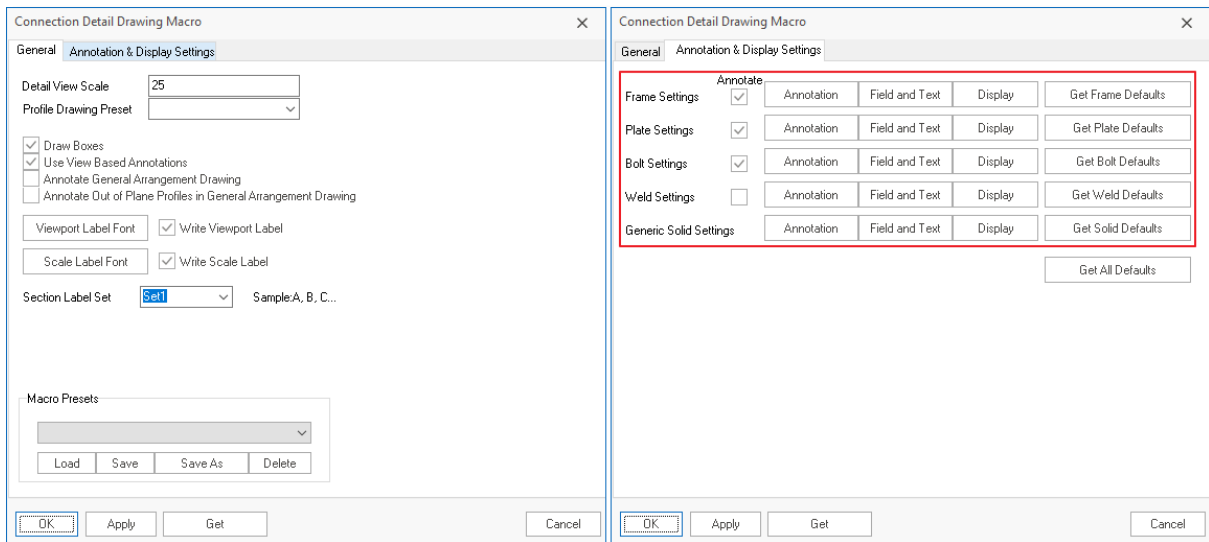 Connection Detail Drawing Macro
General Annotation & Display Settings
Detail View Scale 25
Profile Drawing Preset
Draw Boxes
Use View Based Annotations
Annotate General Arrangement Drawing
Annotate Out of Plane Profiles in General Arrangement Drawing
Viewport Label Font Write Viewport Label
Scale Label Font Write Scale Label
Section Label Set Set1 Sample:A, B, C...
Macro Presets
Load Save Save As Delete
OK Apply Get Cancel
Connection Detail Drawing Macro
General Annotation & Display Settings
Annotate
Frame Settings Annotation Field and Text Display Get Frame Defaults
Plate Settings Annotation Field and Text Display Get Plate Defaults
Bolt Settings Annotation Field and Text Display Get Bolt Defaults
Weld Settings Annotation Field and Text Display Get Weld Defaults
Generic Solid Settings Annotation Field and Text Display Get Solid Defaults
Get All Defaults
OK Apply Get Cancel